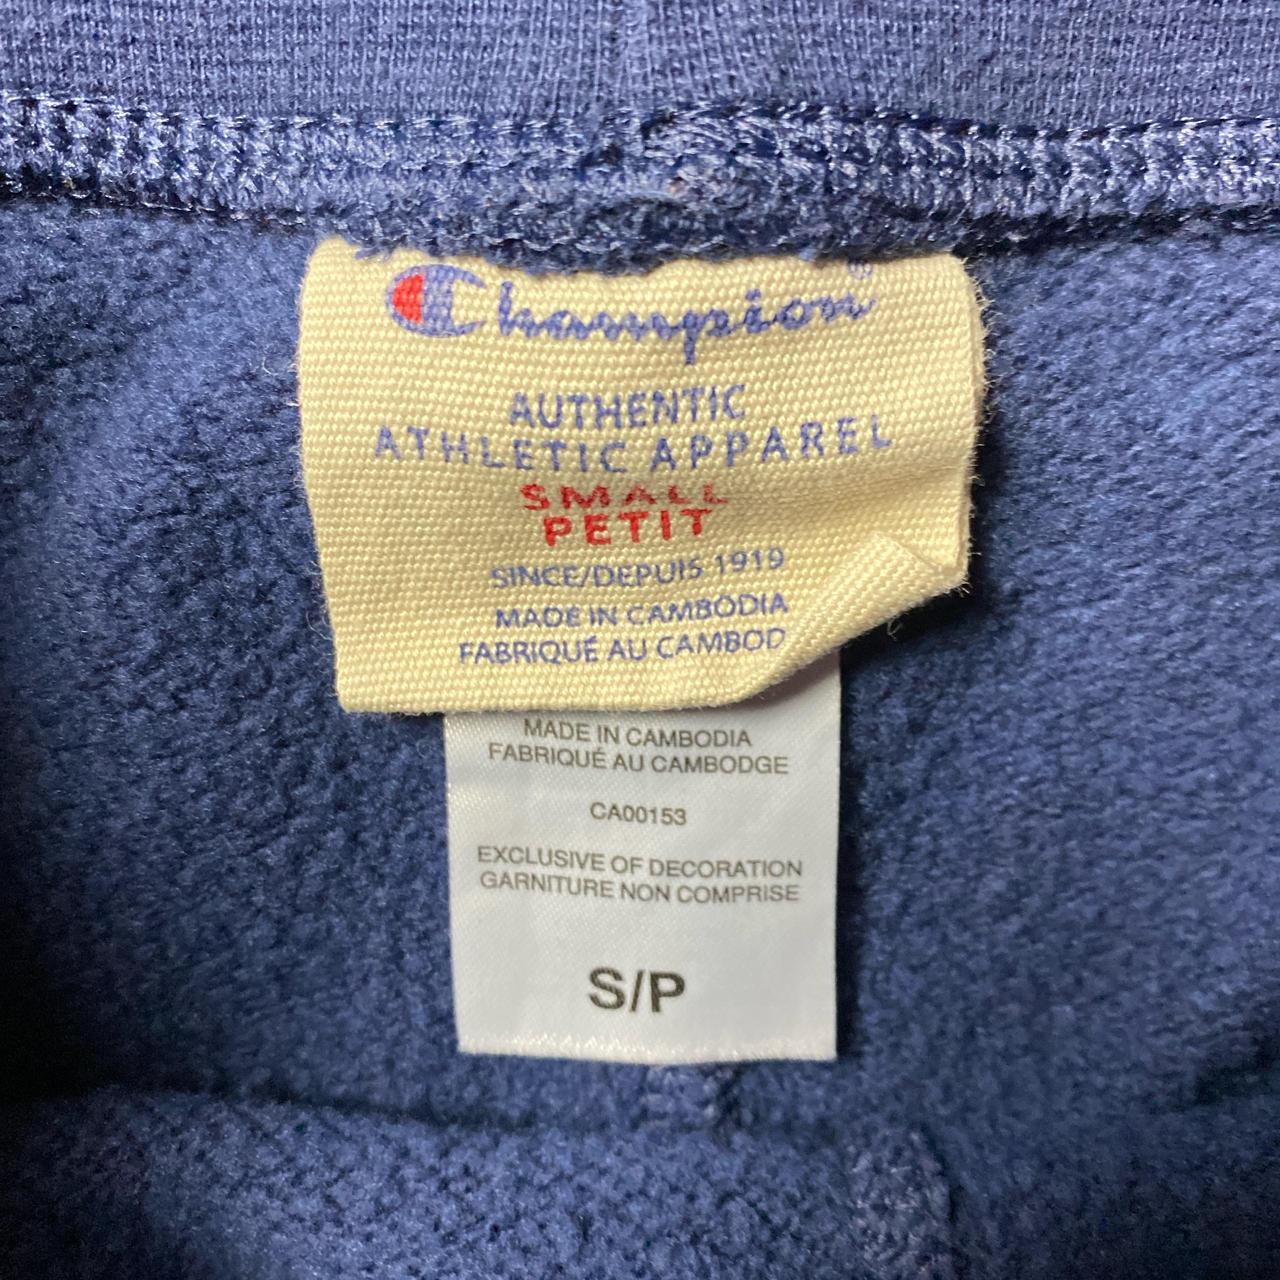 Champion®
AUTHENTIC
ATHLETIC APPAREL
SMALL
PETIT
SINCE/DEPUIS 1919
MADE IN CAMBODIA
FABRIQUÉ AU CAMBOD
MADE IN CAMBODIA
FABRIQUÉ AU CAMBODGE
CA00153
EXCLUSIVE OF DECORATION
GARNITURE NON COMPRISE
S/P